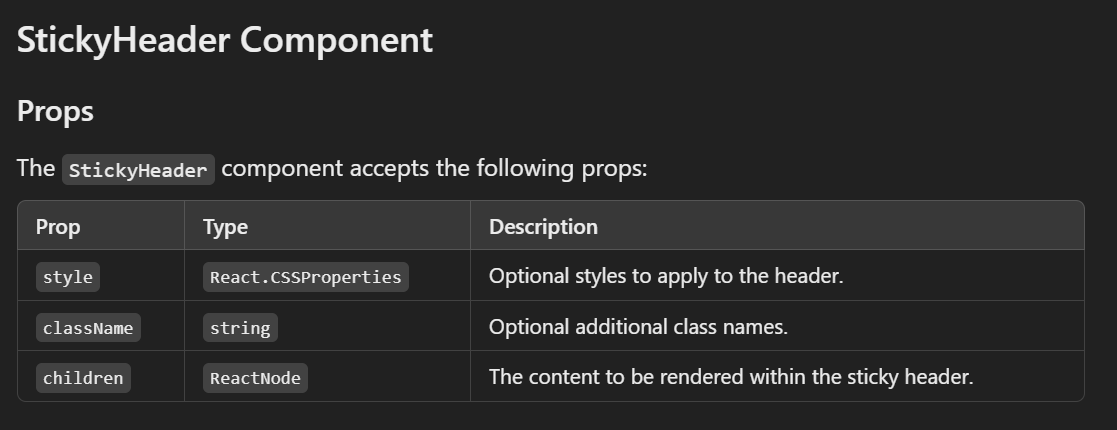 StickyHeader Component
Props
The StickyHeader component accepts the following props:
Prop Type Description
style React.CSSProperties Optional styles to apply to the header.
className string Optional additional class names.
children ReactNode The content to be rendered within the sticky header.